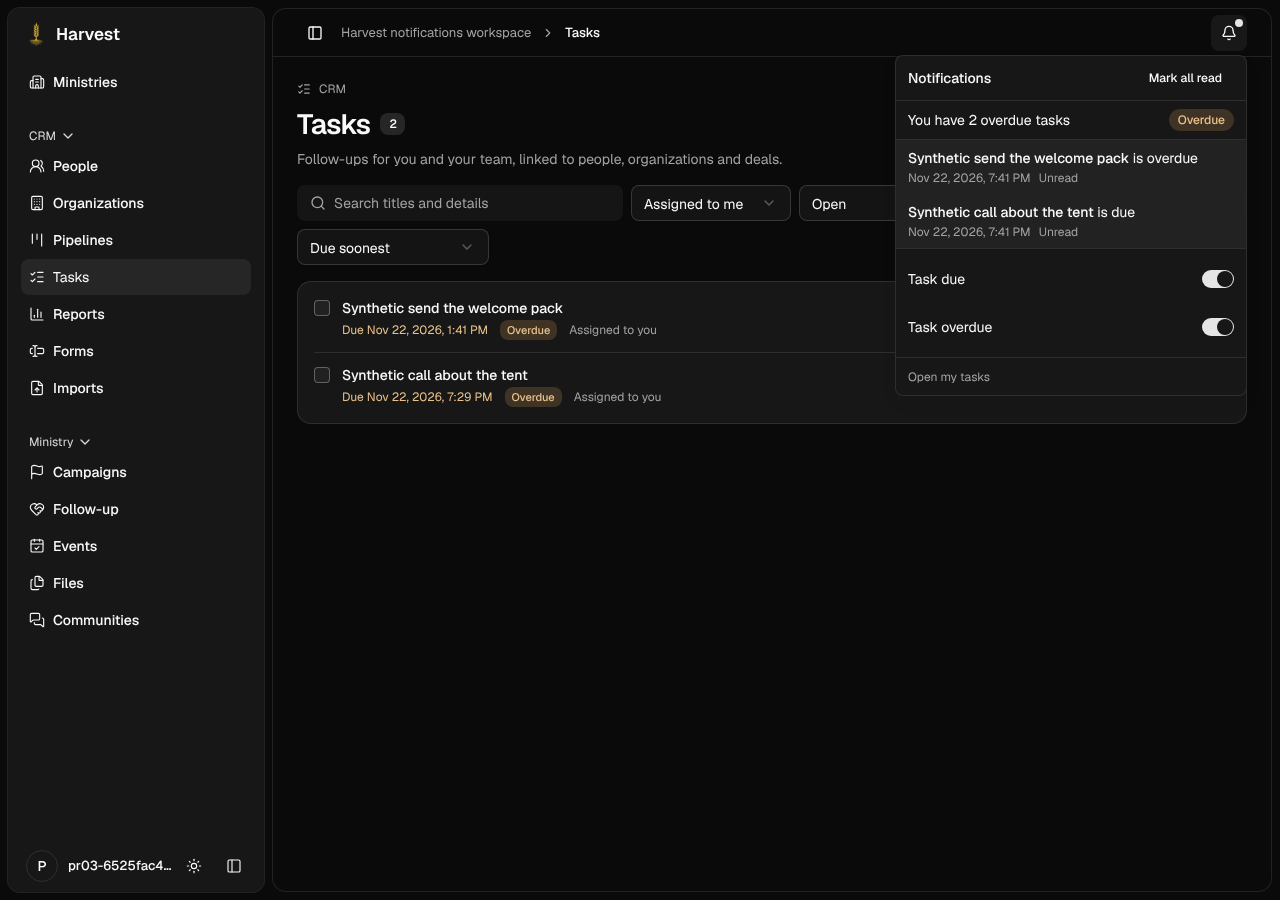 Harvest
Ministries
CRM
People
Organizations
Pipelines
Tasks
Reports
Forms
Imports
Ministry
Campaigns
Follow-up
Events
Files
Communities
P pr03-6525fac4...
Harvest notifications workspace > Tasks
CRM
Tasks 2
Follow-ups for you and your team, linked to people, organizations and deals.
Search titles and details
Assigned to me
Open
Due soonest
Synthetic send the welcome pack
Due Nov 22, 2026, 1:41 PM Overdue Assigned to you
Synthetic call about the tent
Due Nov 22, 2026, 7:29 PM Overdue Assigned to you
Notifications Mark all read
You have 2 overdue tasks Overdue
Synthetic send the welcome pack is overdue
Nov 22, 2026, 7:41 PM Unread
Synthetic call about the tent is due
Nov 22, 2026, 7:41 PM Unread
Task due
Task overdue
Open my tasks